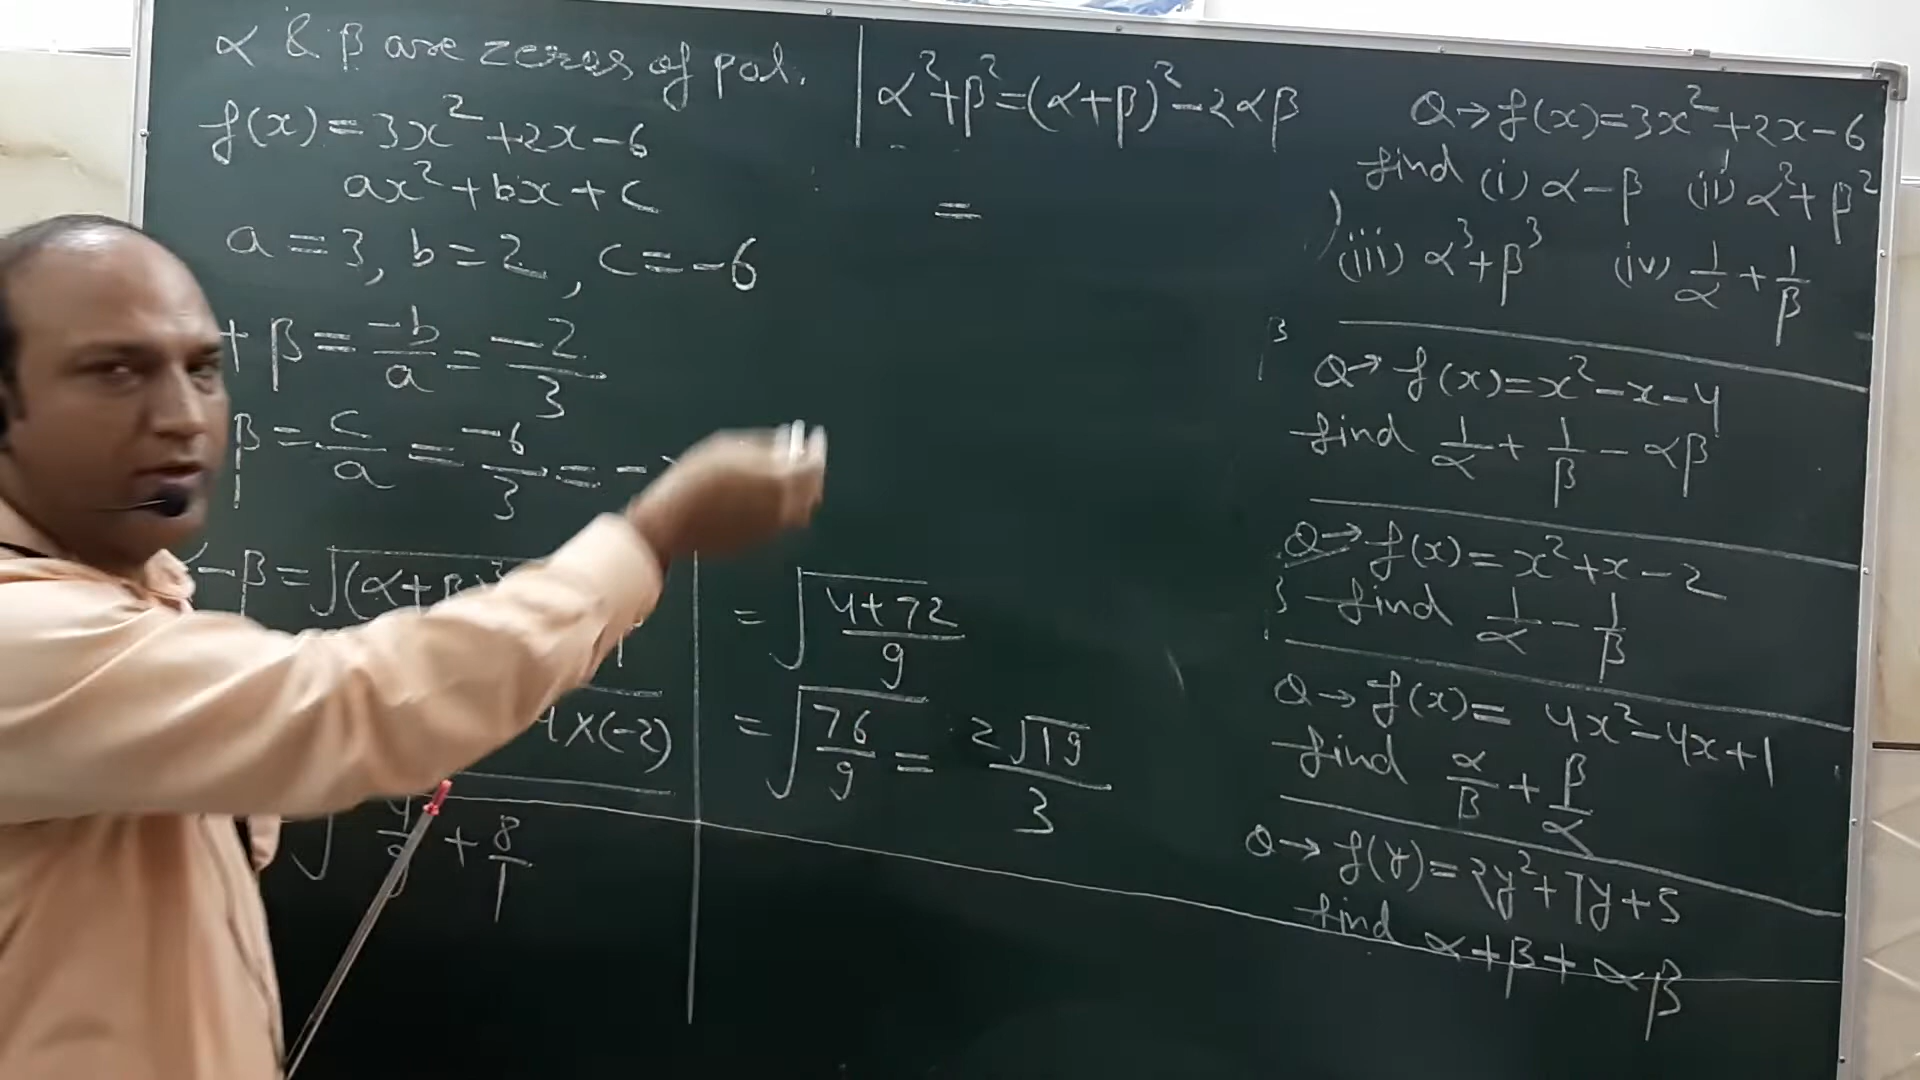 α & β are zeros of pol.
f(x) = 3x² + 2x - 6
ax² + bx + c
a = 3, b = 2, c = -6
+ β = -b/a = -2/3
β = c/a = -6/3 = -
- β = √(α+β)²
4×(-2)
+ 8/1
= √(4+72)/9
= √76/9 = 2√19/3
α² + β² = (α+β)² - 2αβ
=
Q→ f(x) = 3x² + 2x - 6
find (i) α - β (ii) α² + β²
(iii) α³ + β³ (iv) 1/α + 1/β
Q→ f(x) = x² - x - 4
find 1/α + 1/β - αβ
Q→ f(x) = x² + x - 2
find 1/α - 1/β
Q→ f(x) = 4x² - 4x + 1
find α/β + β/α
Q→ f(y) = 2y² + 7y + 5
find α + β + αβ